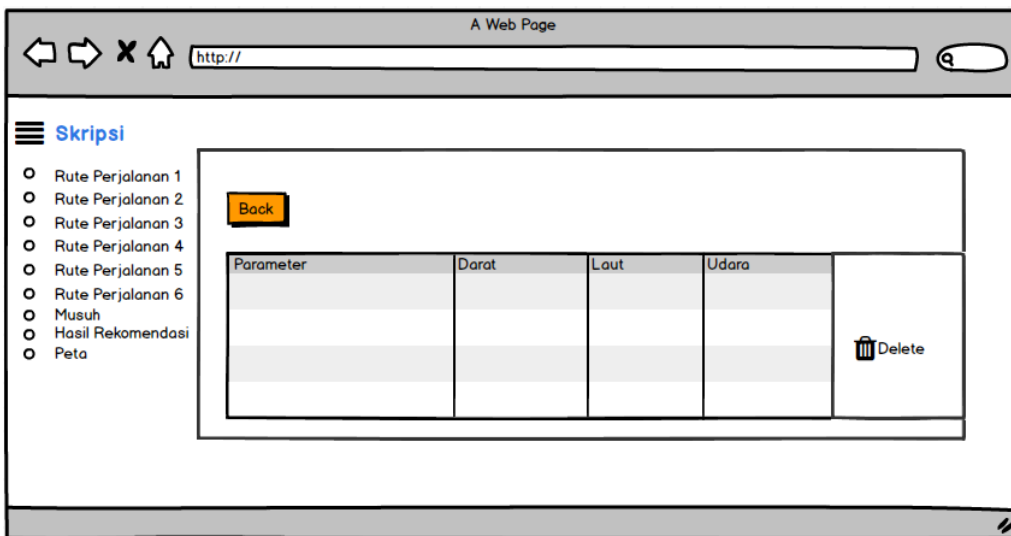 A Web Page
http://
Skripsi
Rute Perjalanan 1
Rute Perjalanan 2
Rute Perjalanan 3
Rute Perjalanan 4
Rute Perjalanan 5
Rute Perjalanan 6
Musuh
Hasil Rekomendasi
Peta
Back
Parameter Darat Laut Udara
Delete